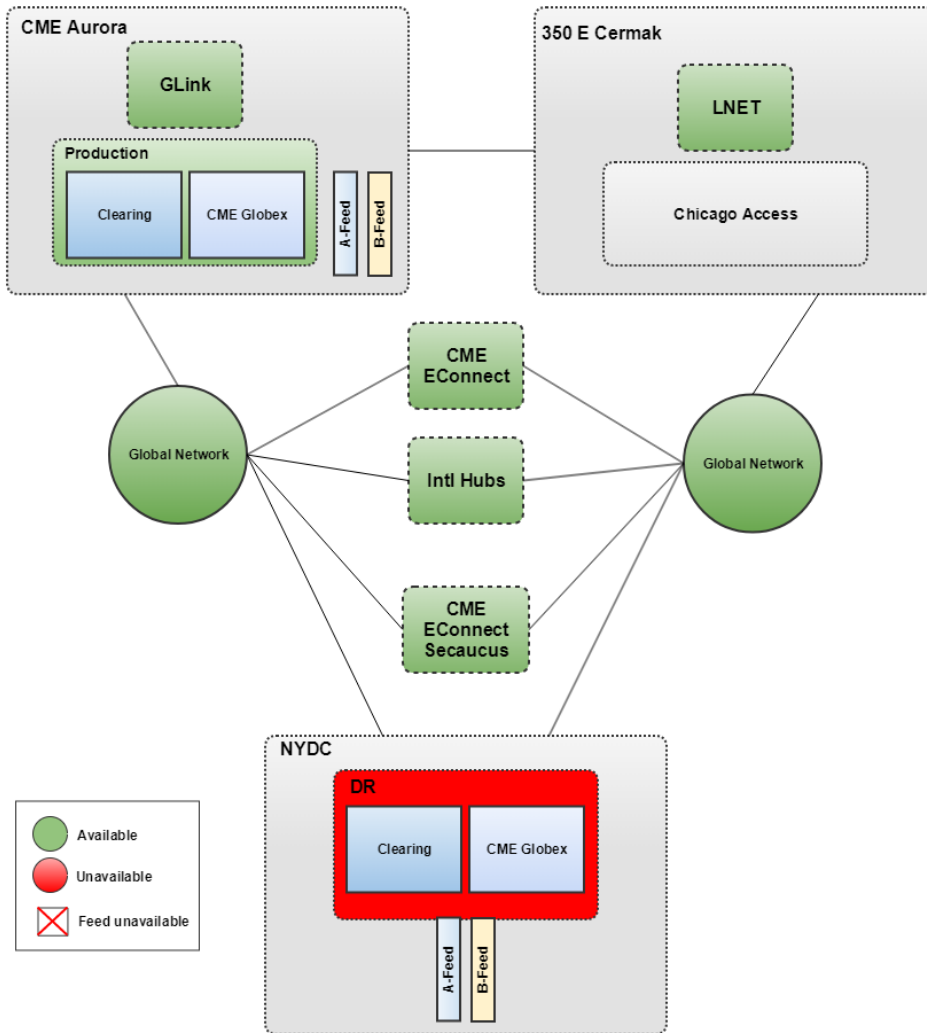 CME Aurora
GLink
Production
Clearing
CME Globex
A-Feed
B-Feed
350 E Cermak
LNET
Chicago Access
CME
EConnect
Global Network
Intl Hubs
Global Network
CME
EConnect
Secaucus
NYDC
DR
Clearing
CME Globex
A-Feed
B-Feed
Available
Unavailable
Feed unavailable